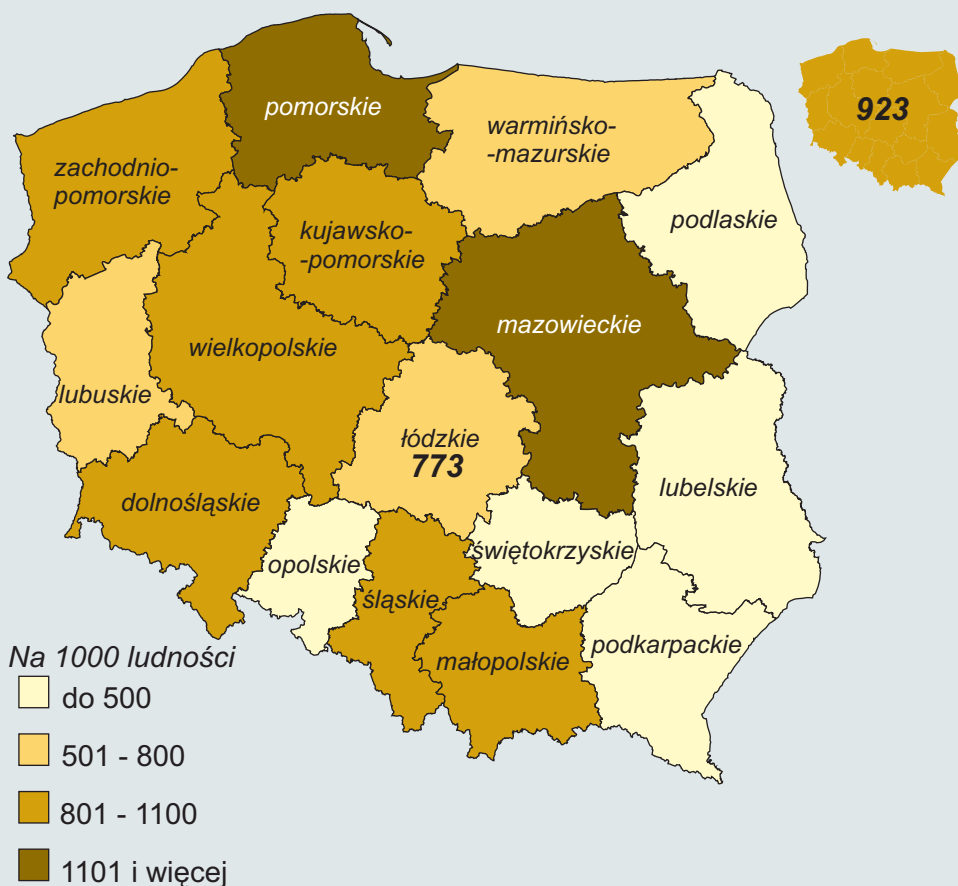 pomorskie
923
warmińsko-
-mazurskie
zachodnio-
pomorskie
podlaskie
kujawsko-
-pomorskie
mazowieckie
wielkopolskie
lubuskie
łódzkie
773
lubelskie
dolnośląskie
świętokrzyskie
opolskie
śląskie
podkarpackie
małopolskie
Na 1000 ludności
do 500
501 - 800
801 - 1100
1101 i więcej